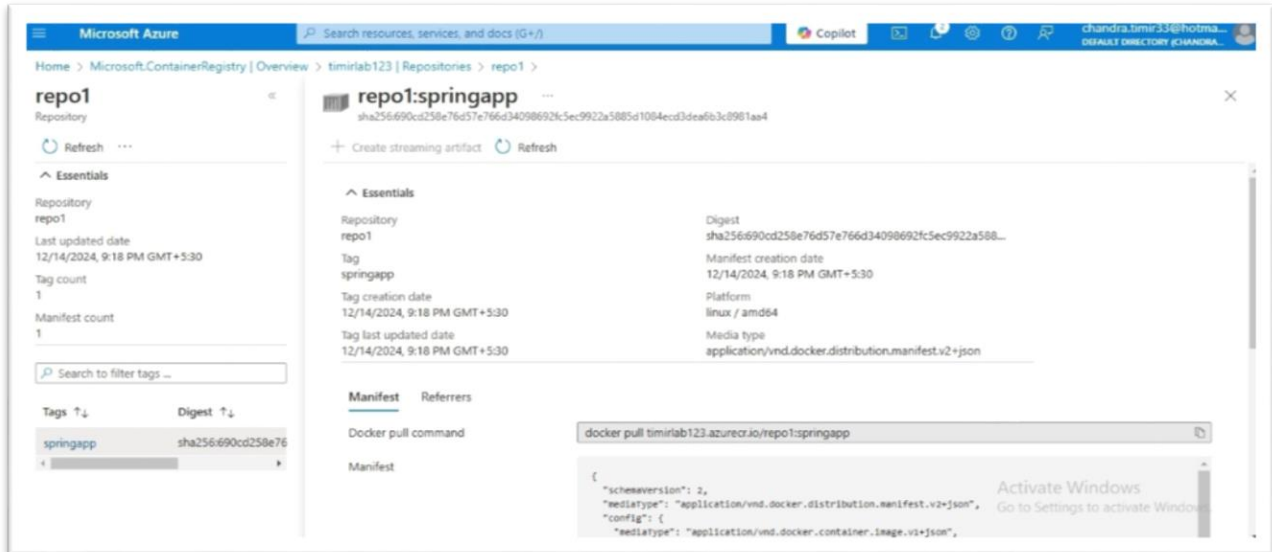 Microsoft Azure
Search resources, services, and docs (G+/)
Copilot
2
chandra.timir33@hotma...
DEFAULT DIRECTORY (CHANDRA...
Home > Microsoft.ContainerRegistry | Overview > timirlab123 | Repositories > repo1 >
repo1
Repository
Refresh ...
Essentials
Repository
repo1
Last updated date
12/14/2024, 9:18 PM GMT+5:30
Tag count
1
Manifest count
1
Search to filter tags ...
Tags ↑↓ Digest ↑↓
springapp sha256:690cd258e76
repo1:springapp ...
sha256:690cd258e76d57e766d34098692fc5ec9922a5885d1084ecd3dea6b3c8981aa4
+ Create streaming artifact Refresh
Essentials
Repository
repo1
Tag
springapp
Tag creation date
12/14/2024, 9:18 PM GMT+5:30
Tag last updated date
12/14/2024, 9:18 PM GMT+5:30
Digest
sha256:690cd258e76d57e766d34098692fc5ec9922a588...
Manifest creation date
12/14/2024, 9:18 PM GMT+5:30
Platform
linux / amd64
Media type
application/vnd.docker.distribution.manifest.v2+json
Manifest Referrers
Docker pull command
docker pull timirlab123.azurecr.io/repo1:springapp
Manifest
{
"schemaVersion": 2,
"mediaType": "application/vnd.docker.distribution.manifest.v2+json",
"config": {
"mediaType": "application/vnd.docker.container.image.v1+json",
Activate Windows
Go to Settings to activate Windows.